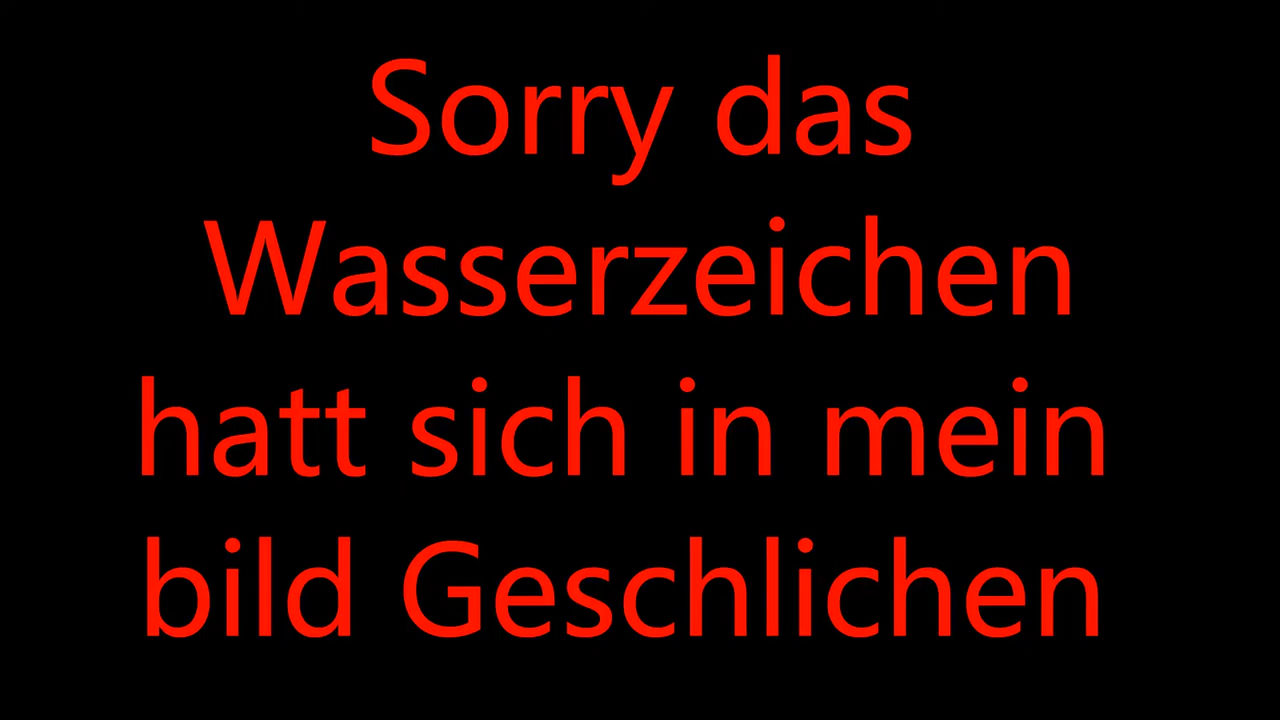 Sorry das
Wasserzeichen
hatt sich in mein
bild Geschlichen